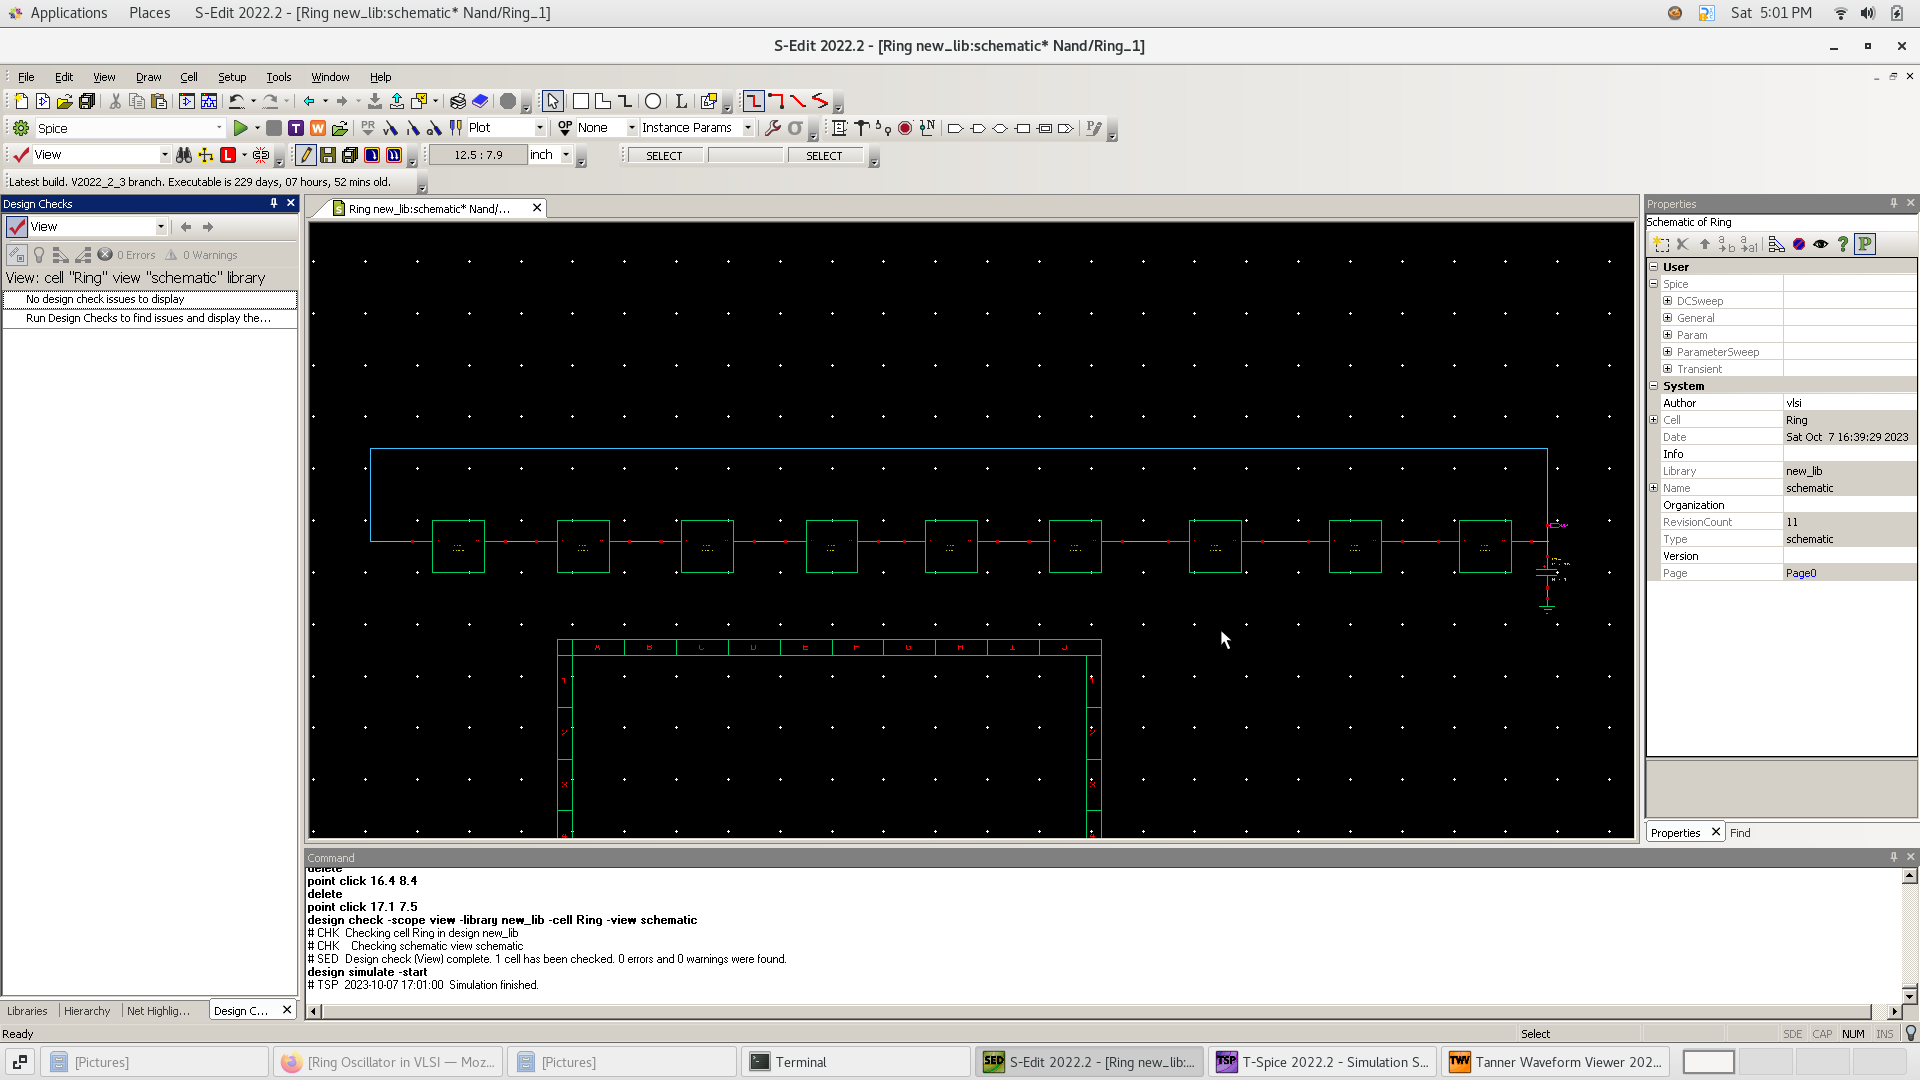 Applications Places S-Edit 2022.2 - [Ring new_lib:schematic* Nand/Ring_1] Sat 5:01 PM
S-Edit 2022.2 - [Ring new_lib:schematic* Nand/Ring_1]
File Edit View Draw Cell Setup Tools Window Help
Spice Plot OP None Instance Params
View 12.5 : 7.9 inch SELECT SELECT
Latest build. V2022_2_3 branch. Executable is 229 days, 07 hours, 52 mins old.
Design Checks
View
0 Errors 0 Warnings
View: cell "Ring" view "schematic" library
No design check issues to display
Run Design Checks to find issues and display the...
Ring new_lib:schematic* Nand/...
A B C D E F G H I J
Properties
Schematic of Ring
User
Spice
DCSweep
General
Param
ParameterSweep
Transient
System
Author vlsi
Cell Ring
Date Sat Oct 7 16:39:29 2023
Info
Library new_lib
Name schematic
Organization
RevisionCount 11
Type schematic
Version
Page Page0
Properties Find
Command
delete
point click 16.4 8.4
delete
point click 17.1 7.5
design check -scope view -library new_lib -cell Ring -view schematic
# CHK Checking cell Ring in design new_lib
# CHK Checking schematic view schematic
# SED Design check (View) complete. 1 cell has been checked. 0 errors and 0 warnings were found.
design simulate -start
# TSP 2023-10-07 17:01:00 Simulation finished.
Libraries Hierarchy Net Highlig... Design C...
Ready Select SDE CAP NUM INS
[Pictures] [Ring Oscillator in VLSI — Moz... [Pictures] Terminal SED S-Edit 2022.2 - [Ring new_lib:... TSP T-Spice 2022.2 - Simulation S... TWV Tanner Waveform Viewer 202...